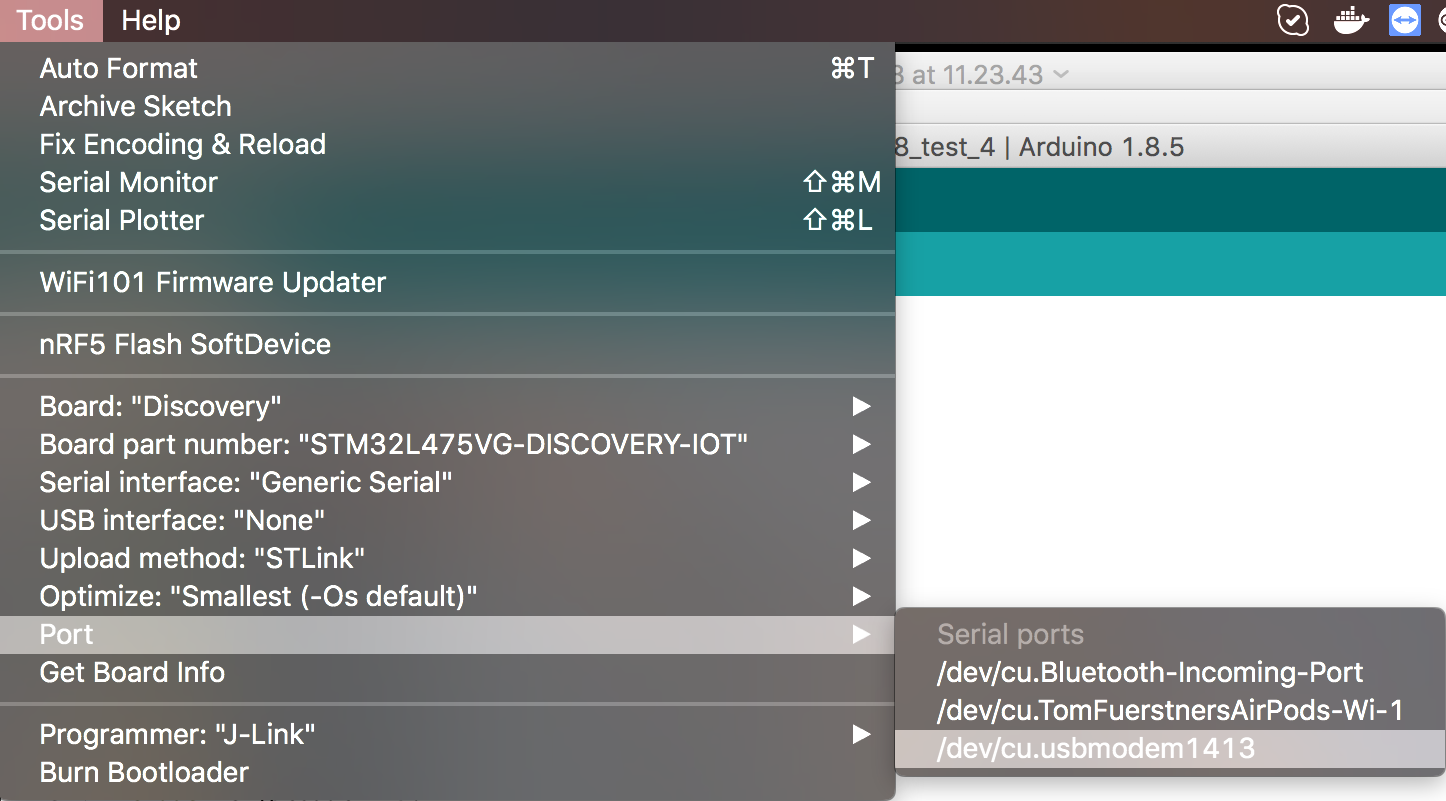 Tools Help
Auto Format ⌘T
Archive Sketch
Fix Encoding & Reload
Serial Monitor ⇧⌘M
Serial Plotter ⇧⌘L
WiFi101 Firmware Updater
nRF5 Flash SoftDevice
Board: "Discovery"
Board part number: "STM32L475VG-DISCOVERY-IOT"
Serial interface: "Generic Serial"
USB interface: "None"
Upload method: "STLink"
Optimize: "Smallest (-Os default)"
Port
Get Board Info
Programmer: "J-Link"
Burn Bootloader
at 11.23.43
8_test_4 | Arduino 1.8.5
Serial ports
/dev/cu.Bluetooth-Incoming-Port
/dev/cu.TomFuerstnersAirPods-Wi-1
/dev/cu.usbmodem1413